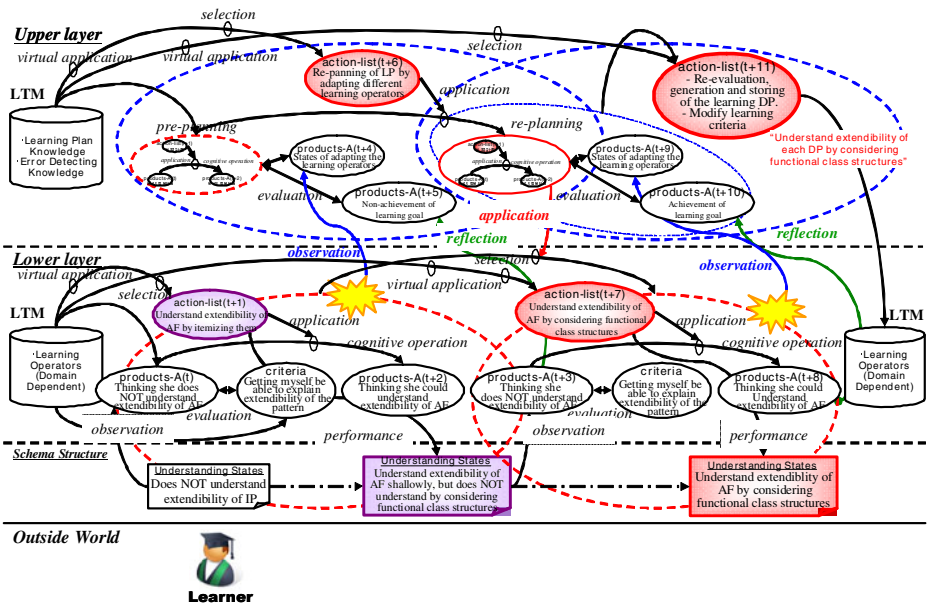 selection
Upper layer
virtual application
virtual application
selection
action-list(t+6)
Re-panning of LP by
adapting different
learning operators
action-list(t+11)
- Re-evaluation,
generation and
storing of the
learning DP.
- Modify learning
criteria
LTM
·Learning Plan
Knowledge
·Error Detecting
Knowledge
application
pre-planning
re-planning
application
cognitive operation
application
cognitive operation
products-A(t+4)
States of adapting the
learning operators
products-A(t+9)
States of adapting the
learning operators
"Understand extendibility of
each DP by considering
functional class structures"
evaluation
products-A(t+5)
Non-achievement of
learning goal
evaluation
products-A(t+10)
Achievement of
learning goal
application
reflection
reflection
observation
observation
Lower layer
virtual application
selection
virtual application
selection
LTM
action-list(t+1)
Understand extendibility
of AF by itemizing them
action-list(t+7)
Understand extendibility
of AF by considering functional
class structures
LTM
application
application
cognitive operation
cognitive operation
·Learning
Operators
(Domain
Dependent)
products-A(t)
Thinking she does
NOT understand
extendibility of AF
criteria
Getting myself be
able to explain
extendibility of the
pattern
products-A(t+2)
Thinking she could
understand
extendibility of AF
products-A(t+3)
Thinking she
does NOT understand
extendibility of AF
criteria
Getting myself be
able to explain
extendibility of the
pattern
products-A(t+8)
Thinking she could
Understand
extendibility of AF
·Learning
Operators
(Domain
Dependent)
evaluation
evaluation
observation
performance
observation
performance
Schema Structure
Understanding States
Does NOT understand
extendibility of IP
Understanding States
Understand extendibility of
AF shallowly, but does NOT
understand by considering
functional class structures
Understanding States
Understand extendibility
of AF by considering
functional class structures
Outside World
Learner